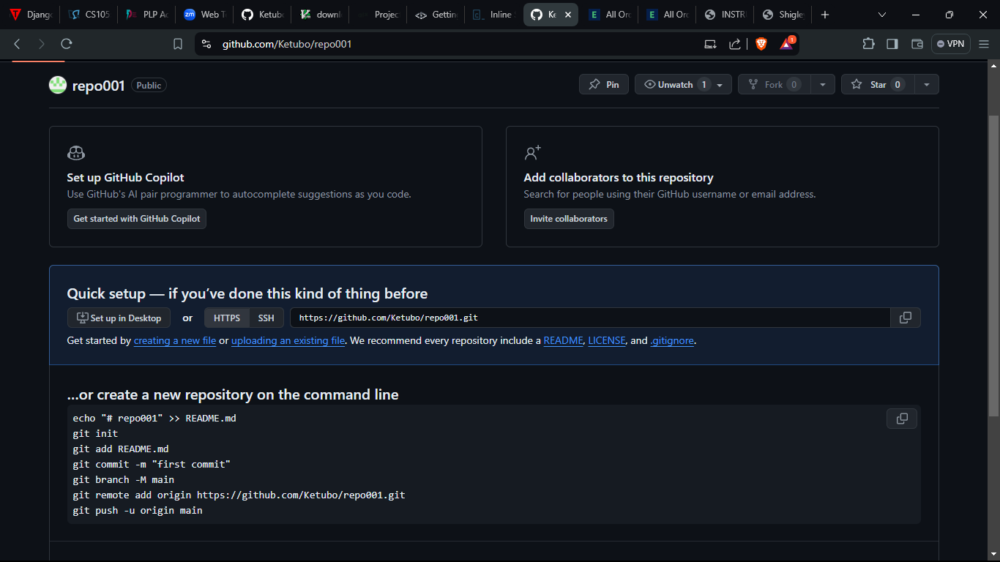 Djang
CS105
PLP Ac
zm Web T
Ketub
downl
Projec
Gettin
Inline
Ke
E All Or
E All Or
INSTR
Shigle
github.com/Ketubo/repo001
1
VPN
repo001 Public
Pin
Unwatch 1
Fork 0
Star 0
Set up GitHub Copilot
Use GitHub's AI pair programmer to autocomplete suggestions as you code.
Get started with GitHub Copilot
Add collaborators to this repository
Search for people using their GitHub username or email address.
Invite collaborators
Quick setup — if you've done this kind of thing before
Set up in Desktop or HTTPS SSH https://github.com/Ketubo/repo001.git
Get started by creating a new file or uploading an existing file. We recommend every repository include a README, LICENSE, and .gitignore.
…or create a new repository on the command line
echo "# repo001" >> README.md
git init
git add README.md
git commit -m "first commit"
git branch -M main
git remote add origin https://github.com/Ketubo/repo001.git
git push -u origin main